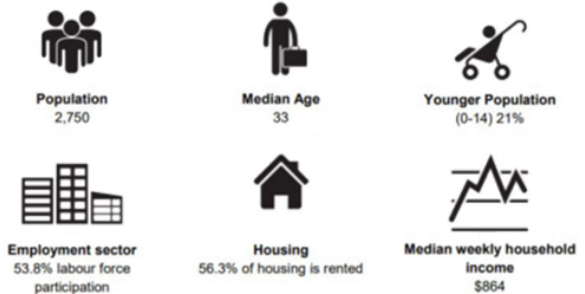 Population
2,750
Median Age
33
Younger Population
(0-14) 21%
Employment sector
53.8% labour force
participation
Housing
56.3% of housing is rented
Median weekly household
income
$864